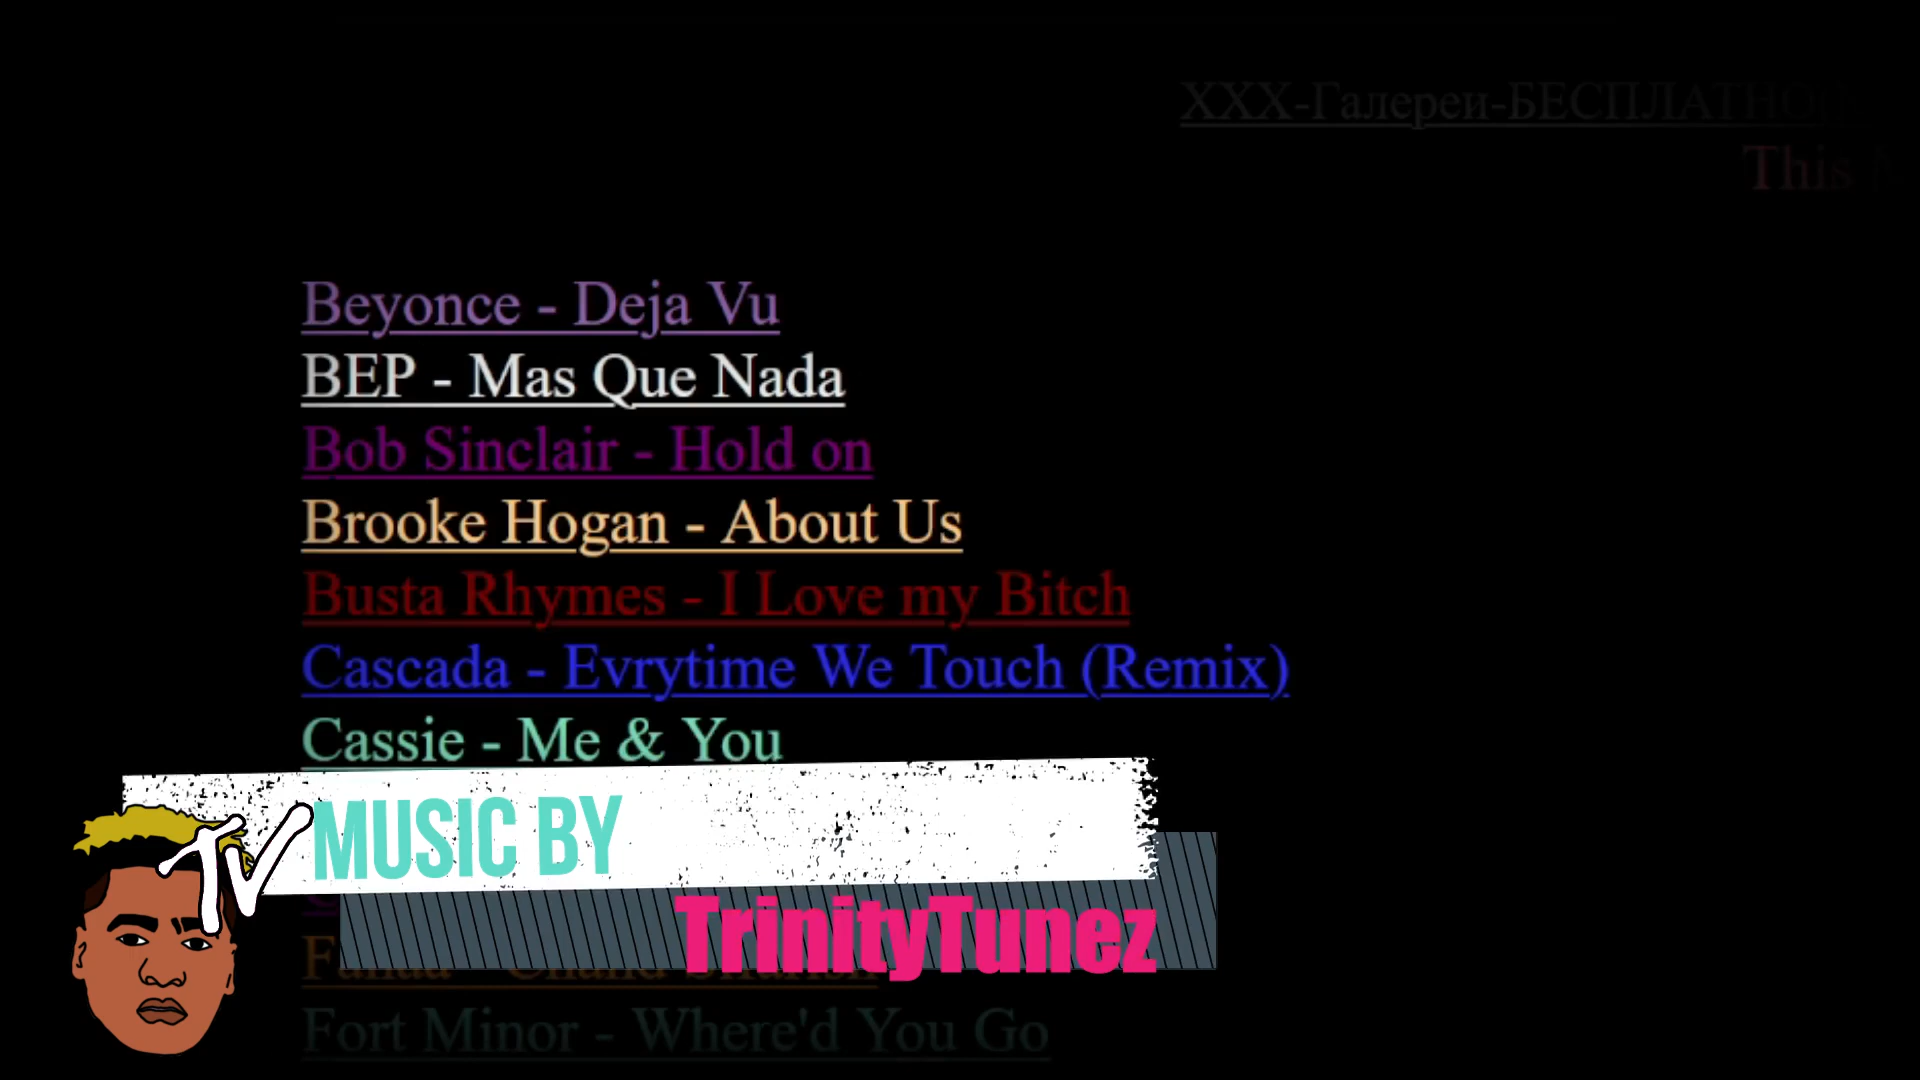 XXX-Галереи-БЕСПЛАТНО
This
Beyonce - Deja Vu
BEP - Mas Que Nada
Bob Sinclair - Hold on
Brooke Hogan - About Us
Busta Rhymes - I Love my Bitch
Cascada - Evrytime We Touch (Remix)
Cassie - Me & You
TV MUSIC BY
TrinityTunez
Fort Minor - Where'd You Go